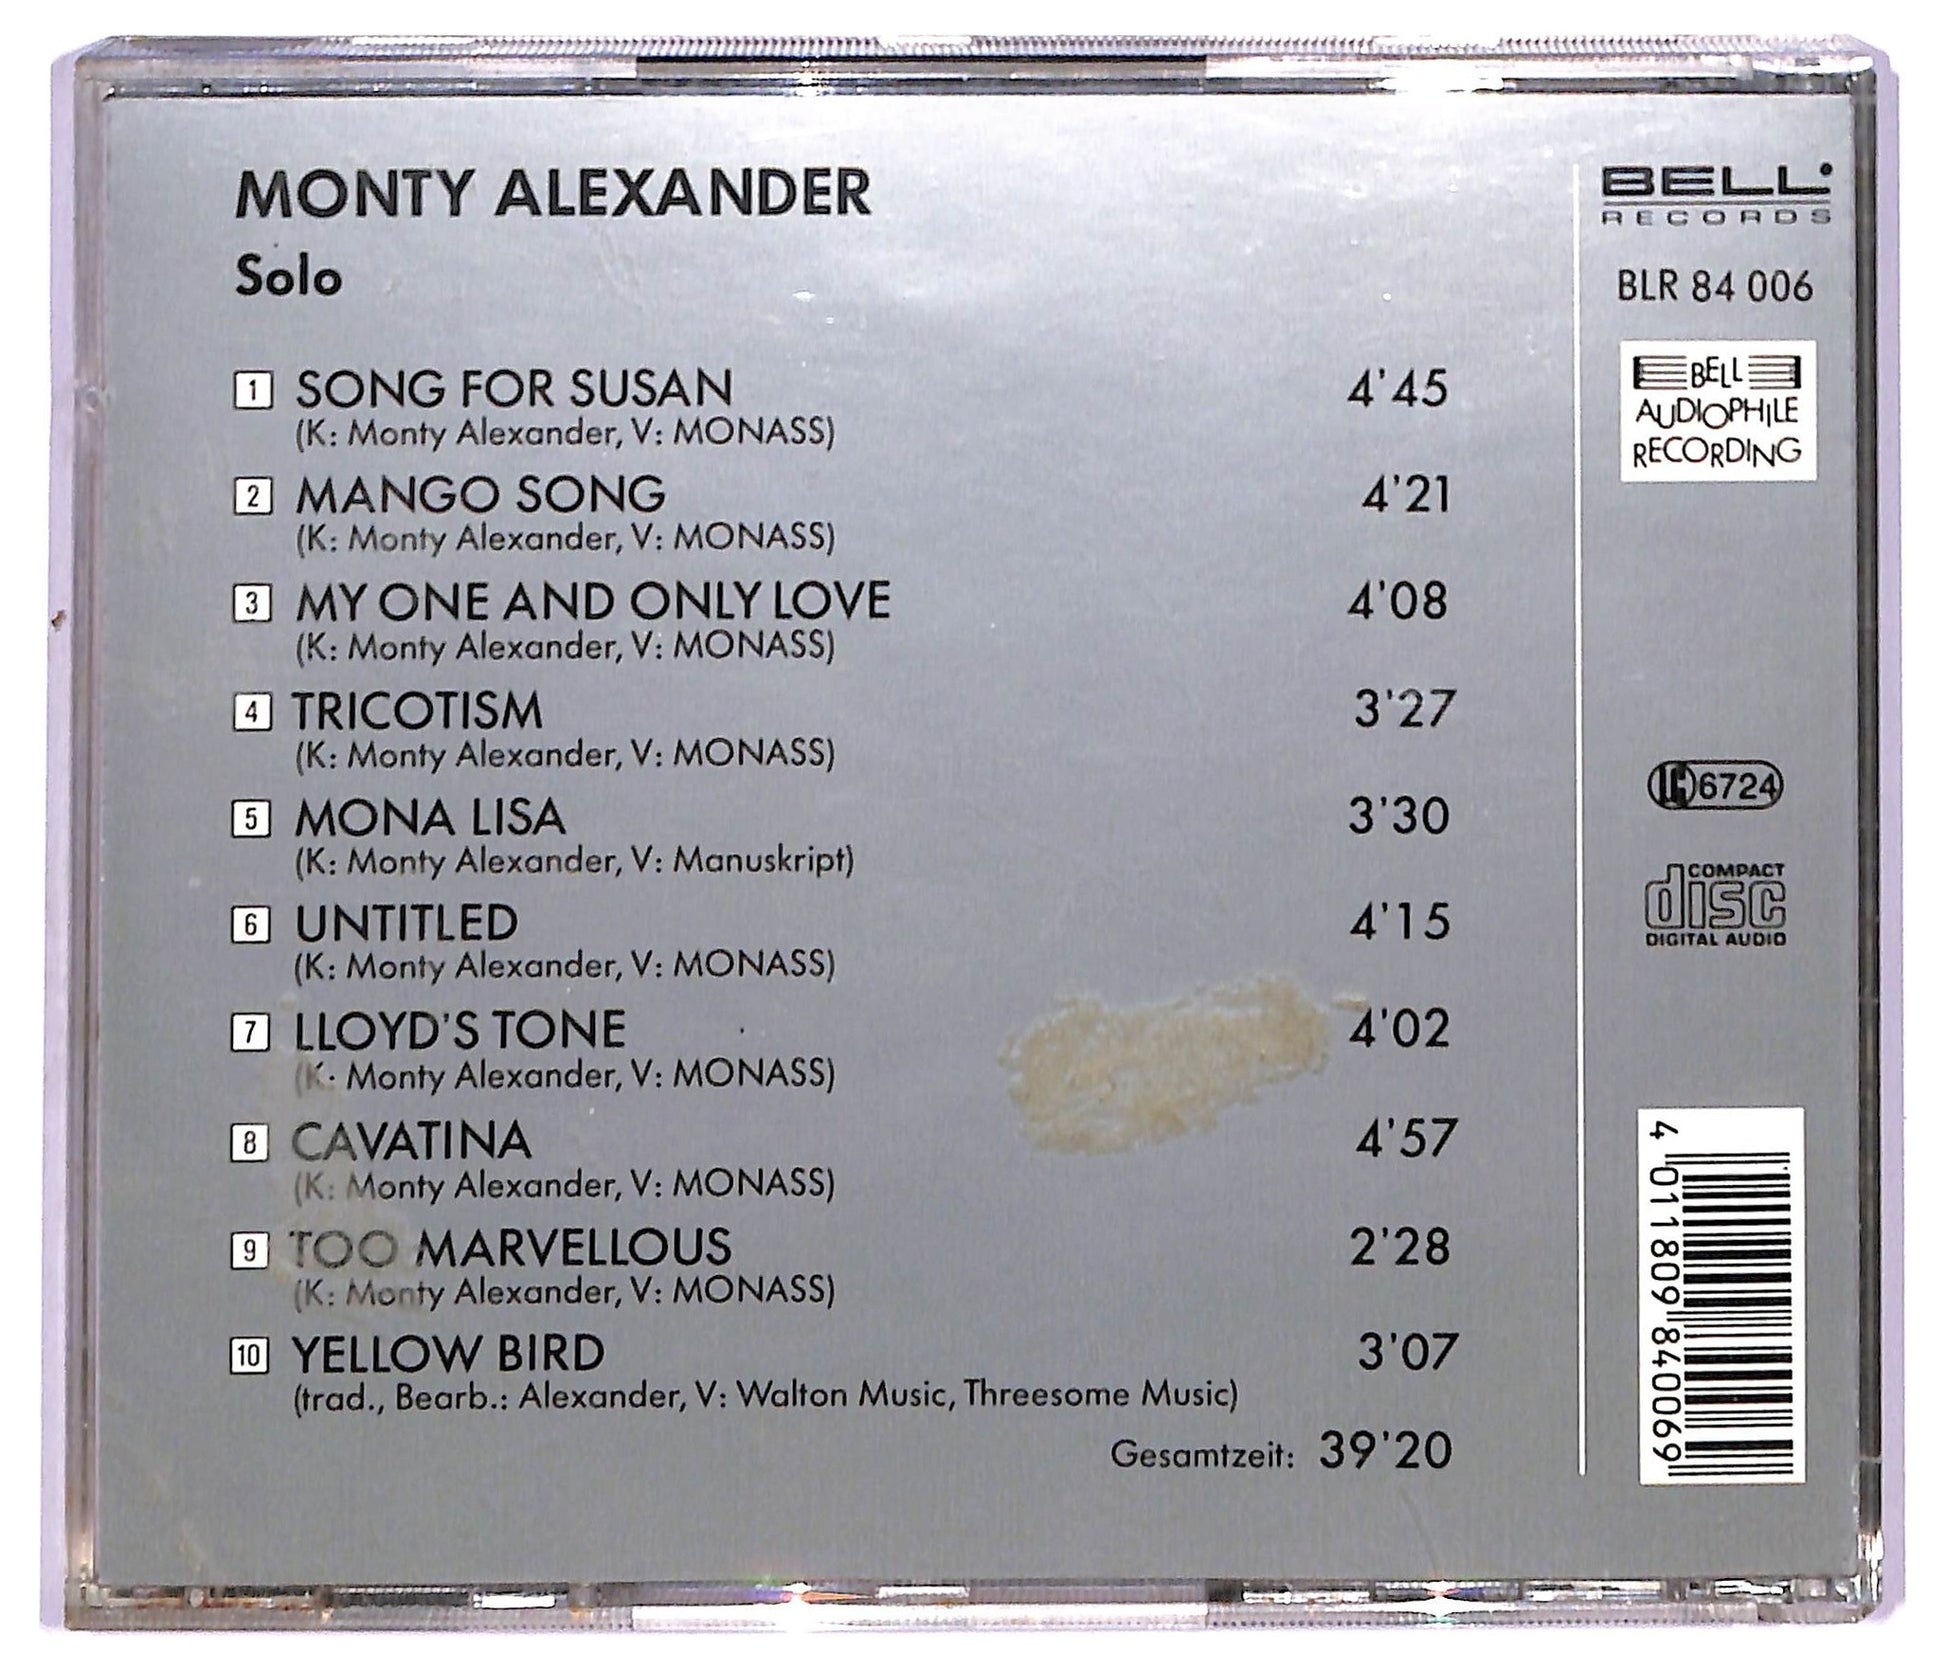 MONTY ALEXANDER
Solo
1 SONG FOR SUSAN 4'45
(K: Monty Alexander, V: MONASS)
2 MANGO SONG 4'21
(K: Monty Alexander, V: MONASS)
3 MY ONE AND ONLY LOVE 4'08
(K: Monty Alexander, V: MONASS)
4 TRICOTISM 3'27
(K: Monty Alexander, V: MONASS)
5 MONA LISA 3'30
(K: Monty Alexander, V: Manuskript)
6 UNTITLED 4'15
(K: Monty Alexander, V: MONASS)
7 LLOYD'S TONE 4'02
(K: Monty Alexander, V: MONASS)
8 CAVATINA 4'57
(K: Monty Alexander, V: MONASS)
9 TOO MARVELLOUS 2'28
(K: Monty Alexander, V: MONASS)
10 YELLOW BIRD 3'07
(trad., Bearb.: Alexander, V: Walton Music, Threesome Music)
Gesamtzeit: 39'20
BELL
RECORDS
BLR 84 006
BELL
AUDIOPHILE
RECORDING
LC 6724
COMPACT
disc
DIGITAL AUDIO
4 011809 840069